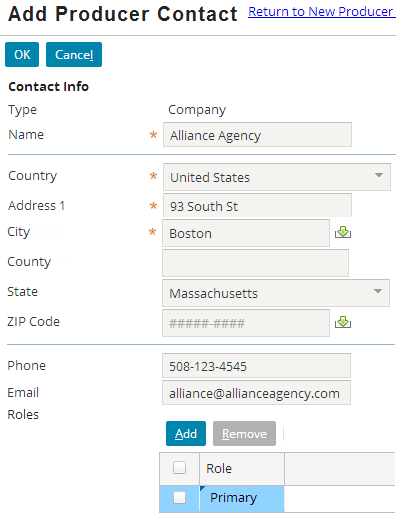 Add Producer Contact Return to New Producer
OK Cancel
Contact Info
Type Company
Name * Alliance Agency
Country * United States
Address 1 * 93 South St
City * Boston
County
State Massachusetts
ZIP Code #####-####
Phone 508-123-4545
Email alliance@allianceagency.com
Roles
Add Remove
Role
Primary